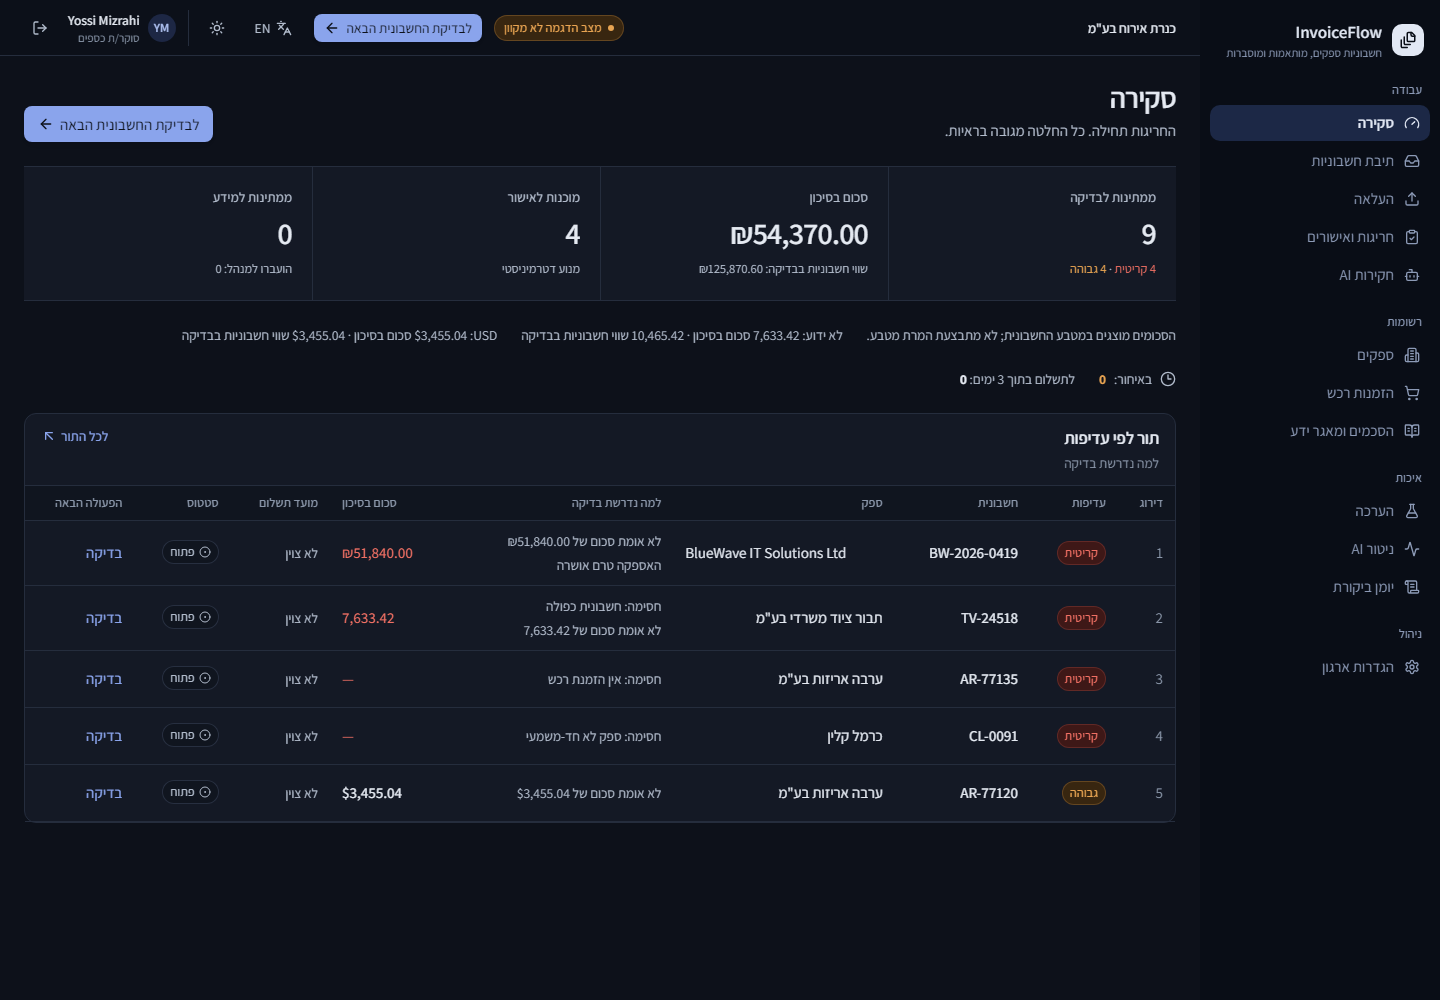 InvoiceFlow
חשבוניות ספקים, מותאמות ומוסברות
עבודה
סקירה
תיבת חשבוניות
העלאה
חריגות ואישורים
חקירות AI
רשומות
ספקים
הזמנות רכש
הסכמים ומאגר ידע
איכות
הערכה
ניטור AI
יומן ביקורת
ניהול
הגדרות ארגון
כנרת אירוח בע"מ
מצב הדגמה לא מקוון
לבדיקת החשבונית הבאה
EN
YM
Yossi Mizrahi
סוקר/ת כספים
סקירה
החריגות תחילה. כל החלטה מגובה בראיות.
לבדיקת החשבונית הבאה
ממתינות לבדיקה
9
4 קריטית · 4 גבוהה
סכום בסיכון
₪54,370.00
שווי חשבוניות בבדיקה: ₪125,870.60
מוכנות לאישור
4
מנוע דטרמיניסטי
ממתינות למידע
0
הועברו למנהל: 0
הסכומים מוצגים במטבע החשבונית; לא מתבצעת המרת מטבע. לא ידוע: 7,633.42 סכום בסיכון · 10,465.42 שווי חשבוניות בבדיקה USD: $3,455.04 סכום בסיכון · $3,455.04 שווי חשבוניות בבדיקה
באיחור: 0 לתשלום בתוך 3 ימים: 0
תור לפי עדיפות
למה נדרשת בדיקה
לכל התור
דירוג עדיפות חשבונית ספק למה נדרשת בדיקה סכום בסיכון מועד תשלום סטטוס הפעולה הבאה
1 קריטית BW-2026-0419 BlueWave IT Solutions Ltd לא אומת סכום של ₪51,840.00 ₪51,840.00 לא צוין פתוח בדיקה
האספקה טרם אושרה
2 קריטית TV-24518 תבור ציוד משרדי בע"מ חסימה: חשבונית כפולה 7,633.42 לא צוין פתוח בדיקה
לא אומת סכום של 7,633.42
3 קריטית AR-77135 ערבה אריזות בע"מ חסימה: אין הזמנת רכש — לא צוין פתוח בדיקה
4 קריטית CL-0091 כרמל קלין חסימה: ספק לא חד-משמעי — לא צוין פתוח בדיקה
5 גבוהה AR-77120 ערבה אריזות בע"מ לא אומת סכום של $3,455.04 $3,455.04 לא צוין פתוח בדיקה